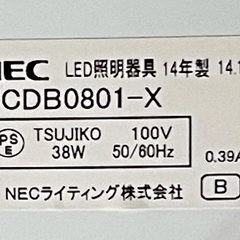 NEC LED照明器具 14年製 14.1
CDB0801-X
PS E TSUJIKO 100V
38W 50/60Hz 0.39A
NECライティング株式会社 B